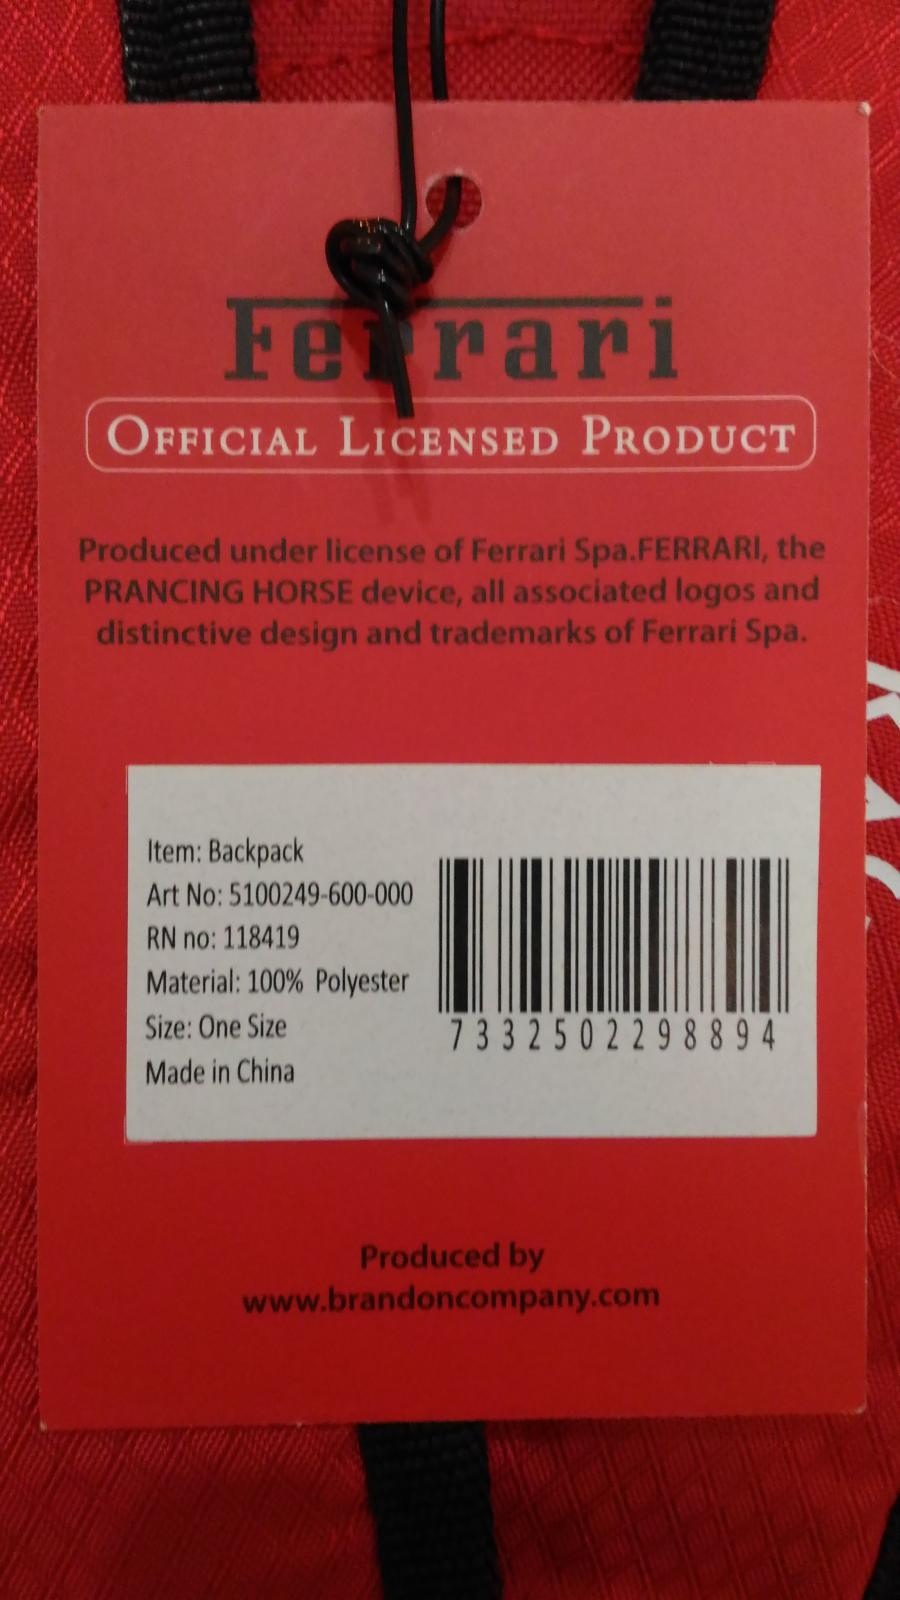 Ferrari
OFFICIAL LICENSED PRODUCT
Produced under license of Ferrari Spa.FERRARI, the
PRANCING HORSE device, all associated logos and
distinctive design and trademarks of Ferrari Spa.
Item: Backpack
Art No: 5100249-600-000
RN no: 118419
Material: 100% Polyester
Size: One Size
Made in China
7332502298894
Produced by
www.brandoncompany.com